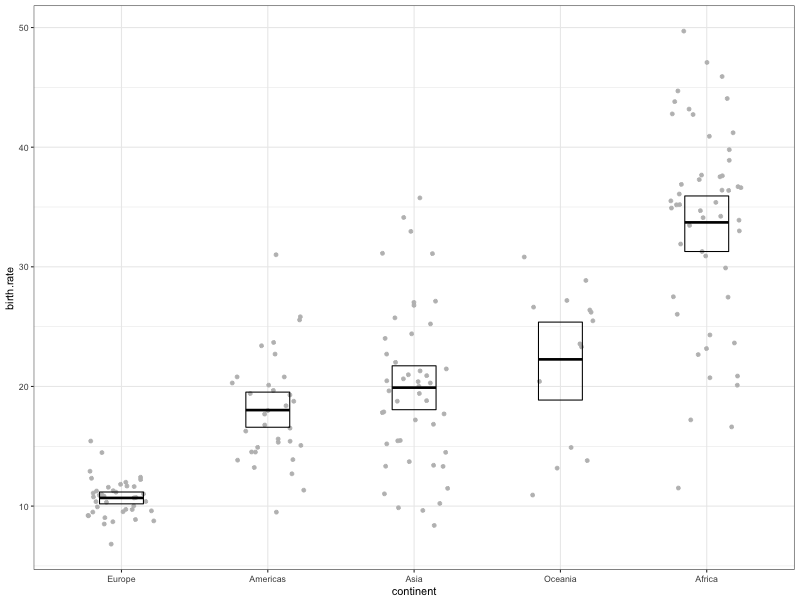 50
40
30
20
10
birth.rate
Europe
Americas
Asia
Oceania
Africa
continent